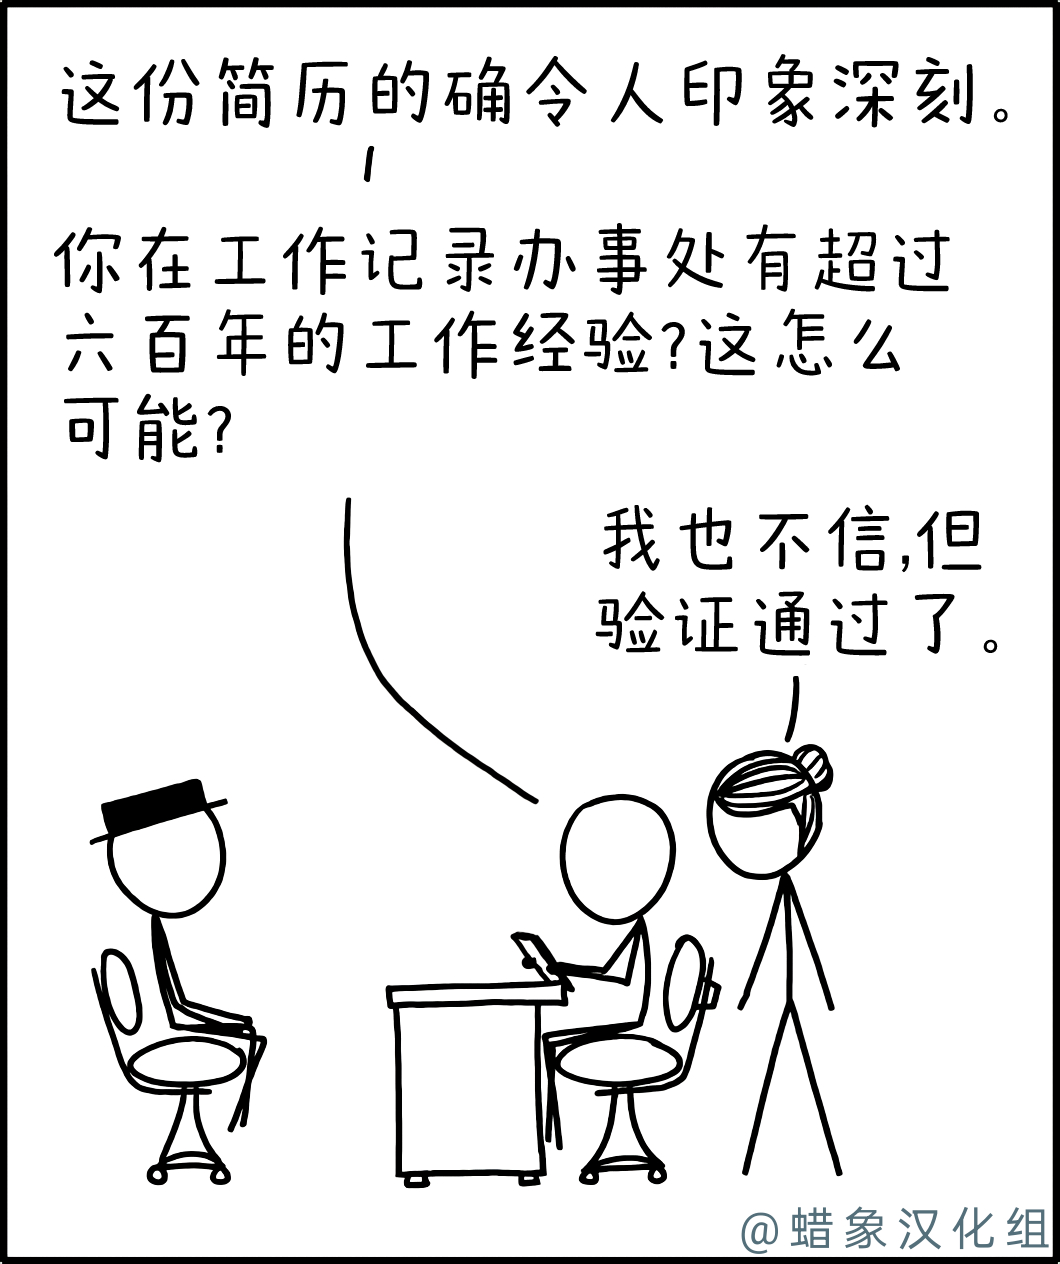 这份简历的确令人印象深刻。
你在工作记录办事处有超过
六百年的工作经验?这怎么
可能?
我也不信,但
验证通过了。
@蜡象汉化组